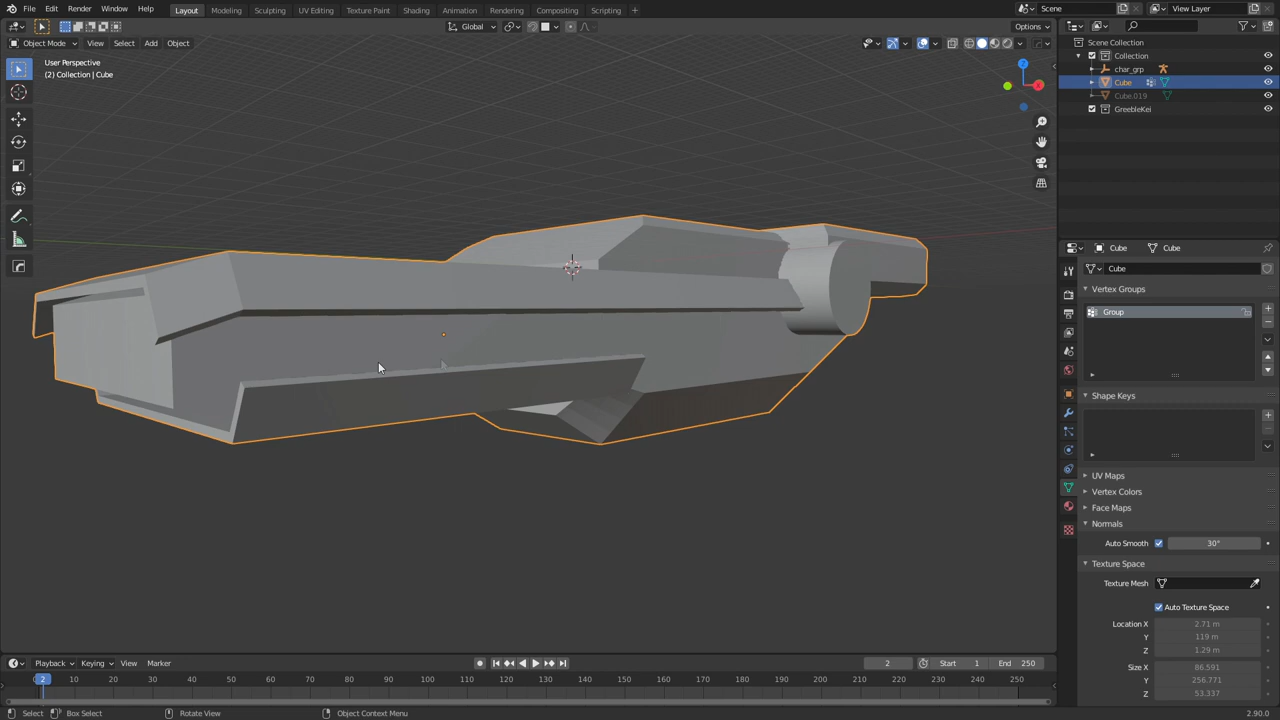 File Edit Render Window Help
Layout Modeling Sculpting UV Editing Texture Paint Shading Animation Rendering Compositing Scripting +
Scene
View Layer
Global
Options
Object Mode View Select Add Object
User Perspective
(2) Collection | Cube
Z
X
Scene Collection
Collection
char_grp
Cube
Cube.019
GreebleKei
Cube Cube
Cube
Vertex Groups
Group
Shape Keys
UV Maps
Vertex Colors
Face Maps
Normals
Auto Smooth 30°
Texture Space
Texture Mesh
Auto Texture Space
Location X 2.71 m
Y 119 m
Z 1.29 m
Size X 86.591
Y 256.771
Z 53.337
Playback Keying View Marker
2
Start 1
End 250
2 10 20 30 40 50 60 70 80 90 100 110 120 130 140 150 160 170 180 190 200 210 220 230 240 250
Select Box Select Rotate View Object Context Menu
2.90.0